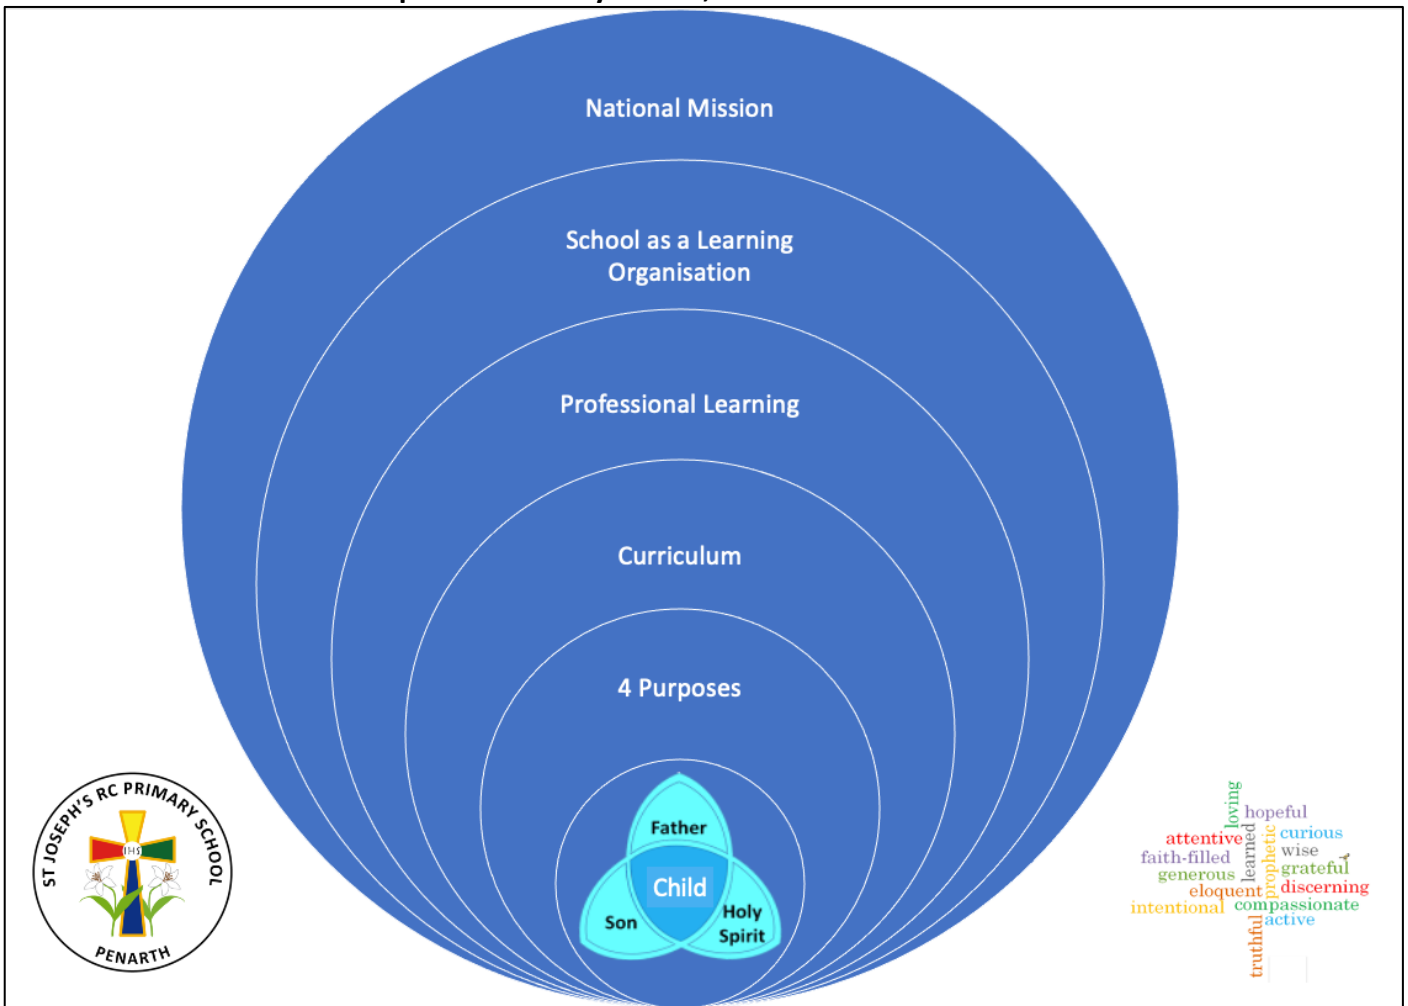 National Mission
School as a Learning
Organisation
Professional Learning
Curriculum
4 Purposes
Father
Child
Son
Holy
Spirit
ST JOSEPH'S RC PRIMARY SCHOOL
IHS
PENARTH
loving
hopeful
attentive
learned
prophetic
curious
faith-filled
wise
generous
grateful
eloquent
discerning
intentional
compassionate
truthful
active